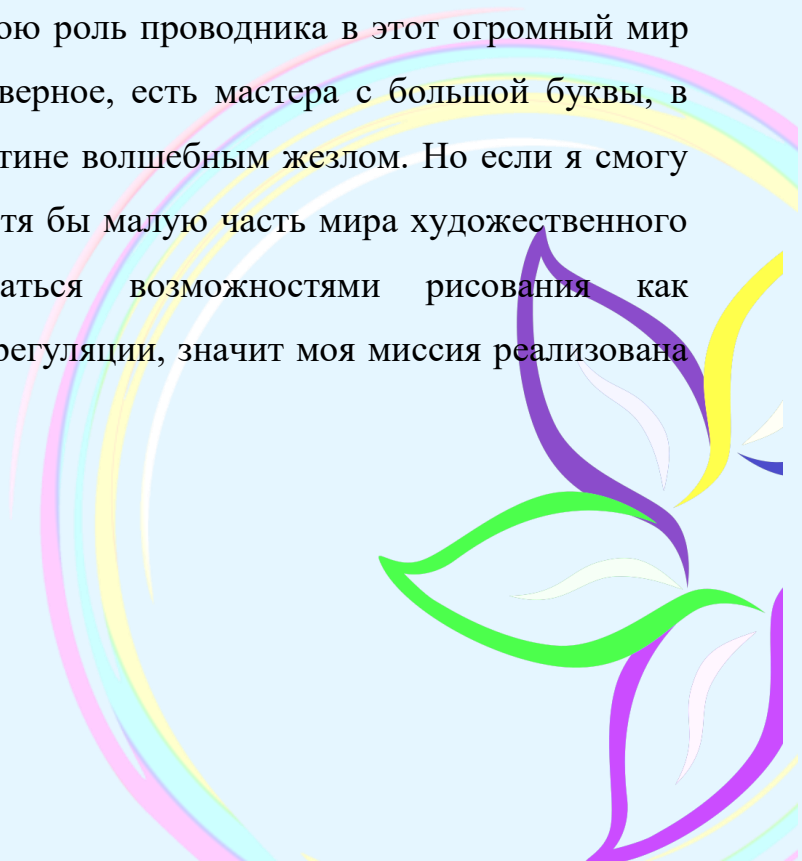 ою роль проводника в этот огромный мир
верное, есть мастера с большой буквы, в
тине волшебным жезлом. Но если я смогу
тя бы малую часть мира художественного
аться возможностями рисования как
регуляции, значит моя миссия реализована